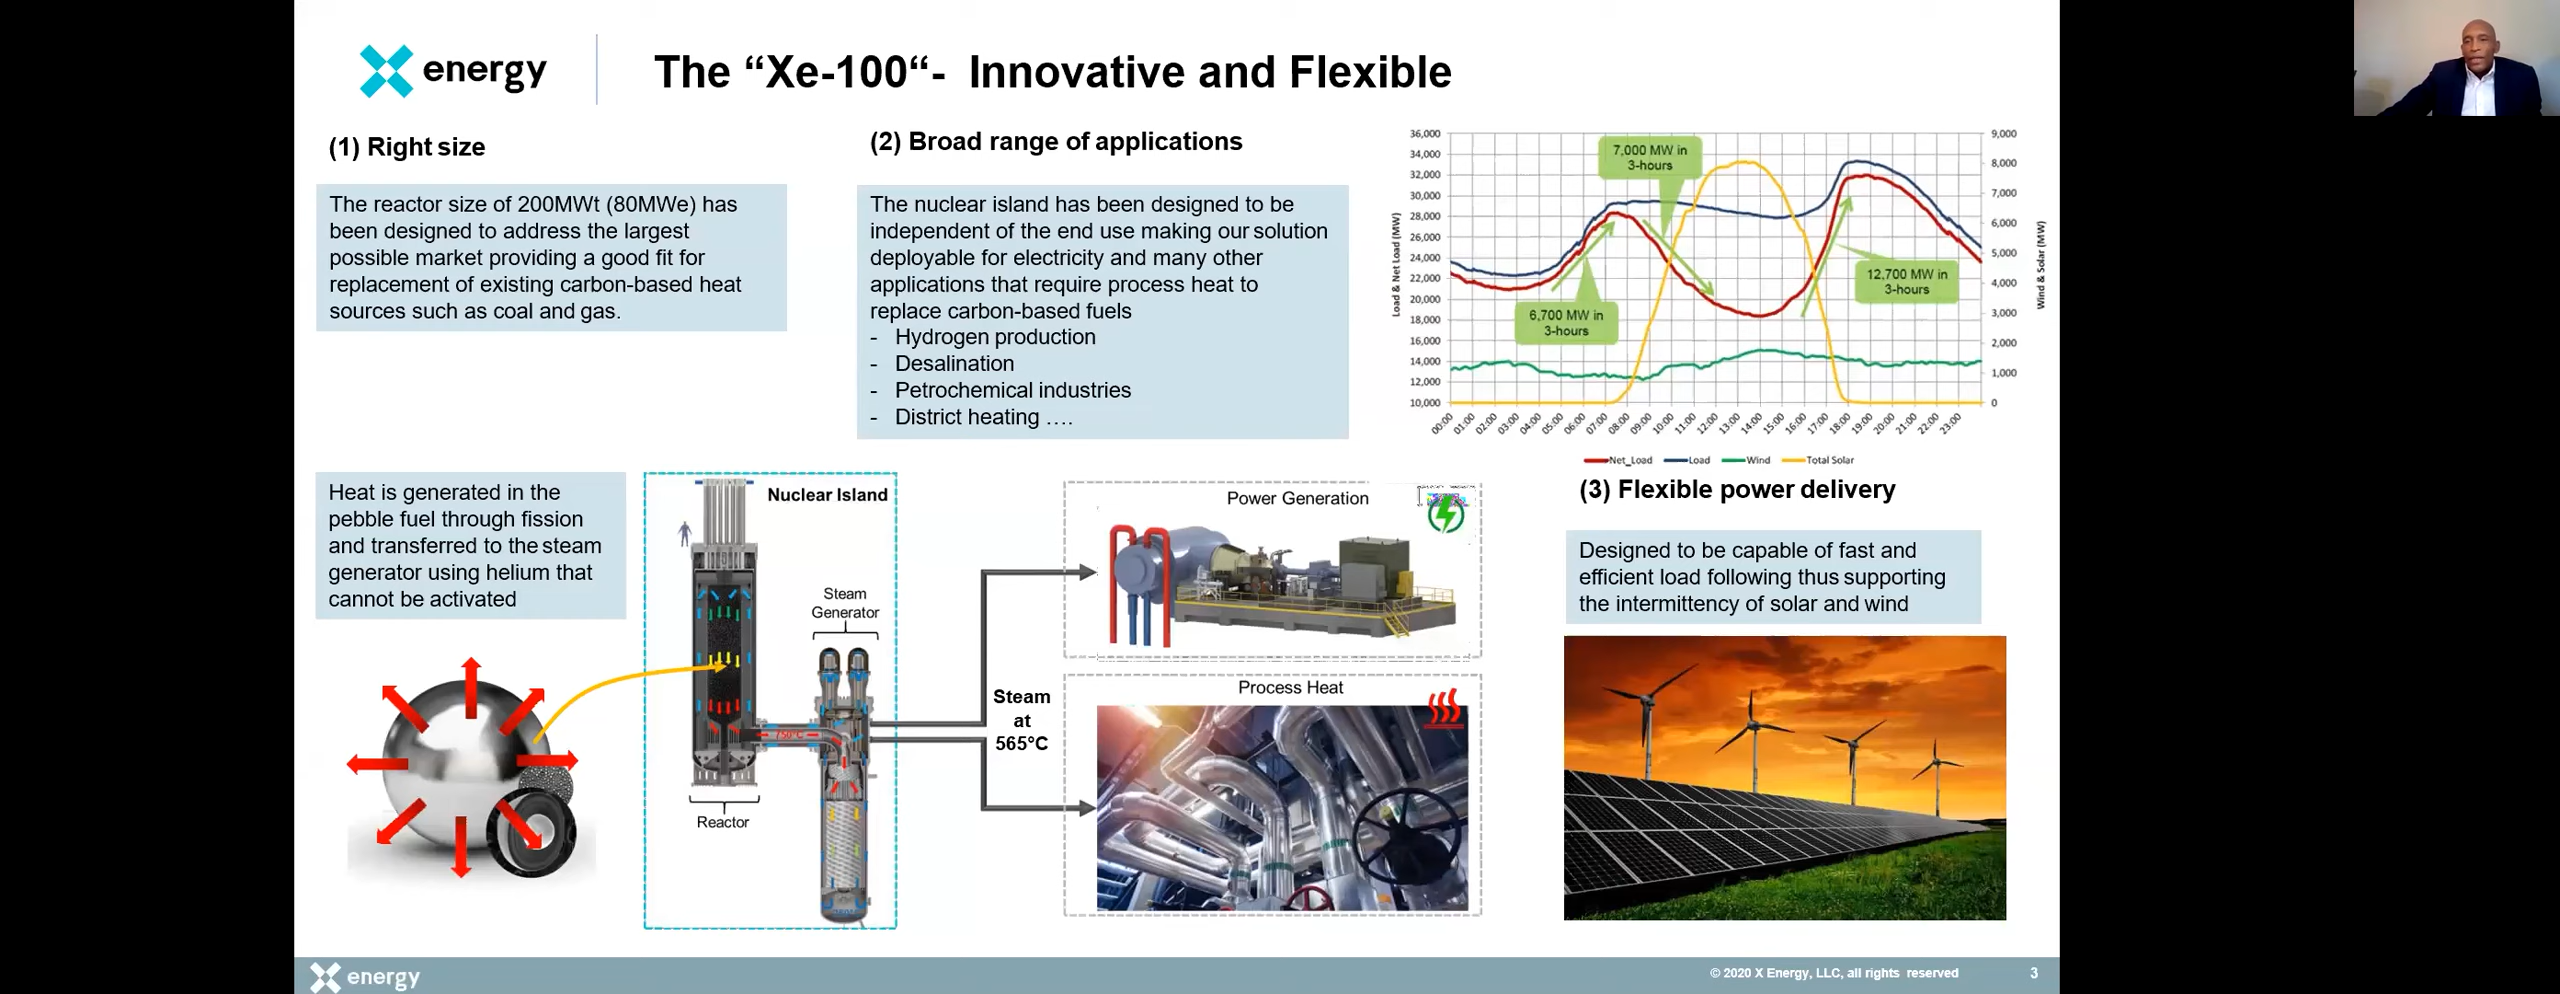 energy
The “Xe-100“- Innovative and Flexible
(1) Right size
The reactor size of 200MWt (80MWe) has
been designed to address the largest
possible market providing a good fit for
replacement of existing carbon-based heat
sources such as coal and gas.
(2) Broad range of applications
The nuclear island has been designed to be
independent of the end use making our solution
deployable for electricity and many other
applications that require process heat to
replace carbon-based fuels
- Hydrogen production
- Desalination
- Petrochemical industries
- District heating ….
36,000
34,000
32,000
30,000
28,000
26,000
24,000
22,000
20,000
18,000
16,000
14,000
12,000
10,000
Load & Net Load (MW)
7,000 MW in
3-hours
6,700 MW in
3-hours
12,700 MW in
3-hours
9,000
8,000
7,000
6,000
5,000
4,000
3,000
2,000
1,000
0
Wind & Solar (MW)
00:00 01:00 02:00 03:00 04:00 05:00 06:00 07:00 08:00 09:00 10:00 11:00 12:00 13:00 14:00 15:00 16:00 17:00 18:00 19:00 20:00 21:00 22:00 23:00
Net_Load Load Wind Total Solar
(3) Flexible power delivery
Designed to be capable of fast and
efficient load following thus supporting
the intermittency of solar and wind
Heat is generated in the
pebble fuel through fission
and transferred to the steam
generator using helium that
cannot be activated
Nuclear Island
Steam
Generator
750°C
Reactor
Steam
at
565°C
Power Generation
Process Heat
energy
© 2020 X Energy, LLC, all rights reserved
3